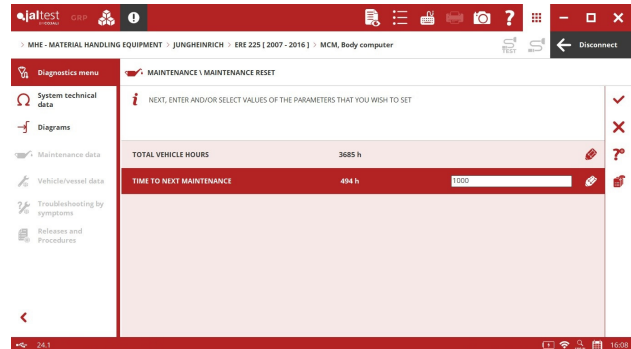 jaltest GRP
BY COJALI
> MHE - MATERIAL HANDLING EQUIPMENT > JUNGHEINRICH > ERE 225 [ 2007 - 2016 ] > MCM, Body computer
TEST
Disconnect
Diagnostics menu
MAINTENANCE \ MAINTENANCE RESET
System technical
data
NEXT, ENTER AND/OR SELECT VALUES OF THE PARAMETERS THAT YOU WISH TO SET
Diagrams
Maintenance data
TOTAL VEHICLE HOURS 3685 h
Vehicle/vessel data
TIME TO NEXT MAINTENANCE 494 h 1000
Troubleshooting by
symptoms
Releases and
Procedures
24.1
16:08